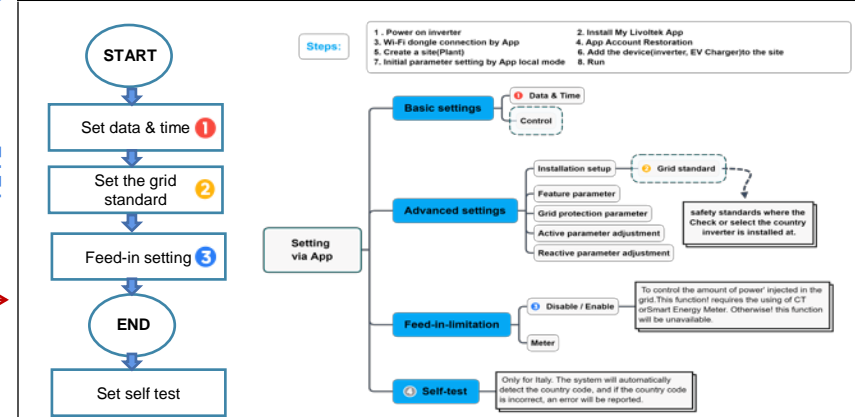 START
Set data & time 1
Set the grid
standard
2
Feed-in setting 3
END
Set self test
Steps:
1 . Power on inverter
2. Install My Livoltek App
3. Wi-Fi dongle connection by App
4. App Account Restoration
5. Create a site(Plant)
6. Add the device(inverter, EV Charger)to the site
7. Initial parameter setting by App local mode
8. Run
Setting
via App
Basic settings
1 Data & Time
Control
Advanced settings
Installation setup
2 Grid standard
Feature parameter
Grid protection parameter
Active parameter adjustment
Reactive parameter adjustment
safety standards where the
Check or select the country
inverter is installed at.
Feed-in-limitation
3 Disable / Enable
Meter
To control the amount of power' injected in the
grid.This function! requires the using of CT
orSmart Energy Meter. Otherwise! this function
will be unavailable.
4 Self-test
Only for Italy. The system will automatically
detect the country code, and if the country code
is incorrect, an error will be reported.